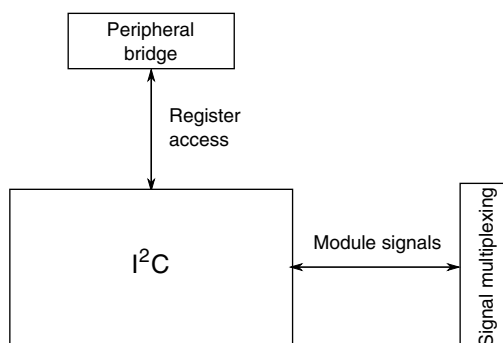 Peripheral
bridge
Register
access
Module signals
I²C
Signal multiplexing